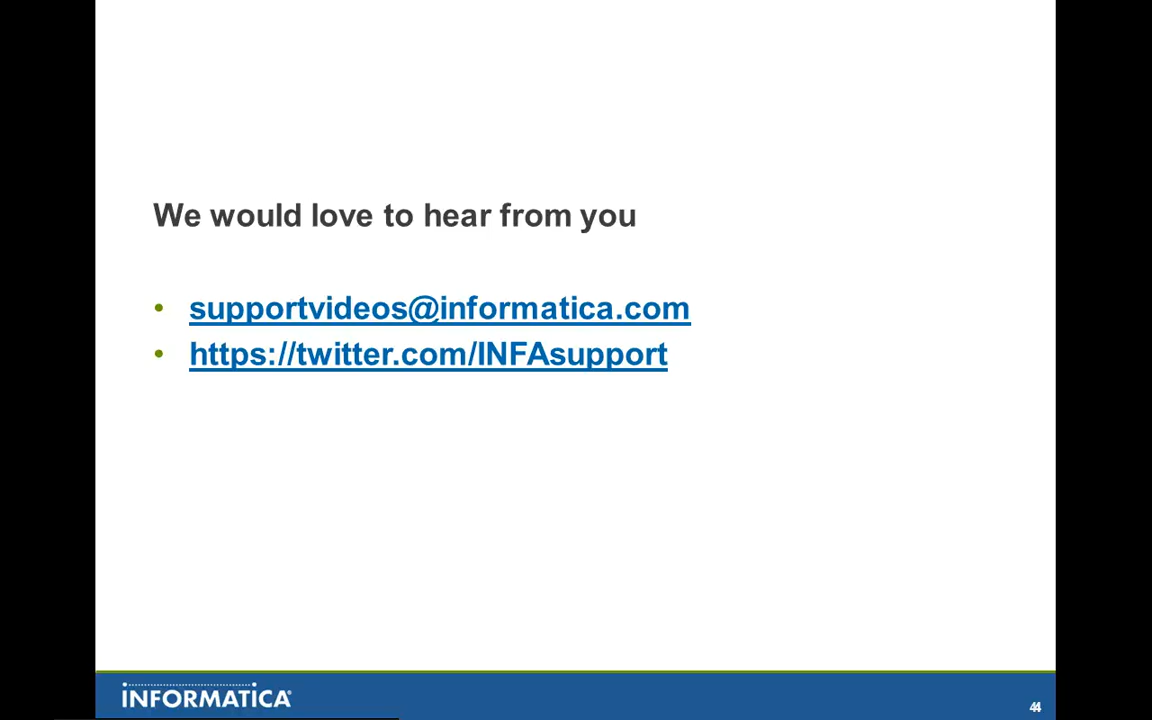 We would love to hear from you
• supportvideos@informatica.com
• https://twitter.com/INFAsupport
INFORMATICA®
44